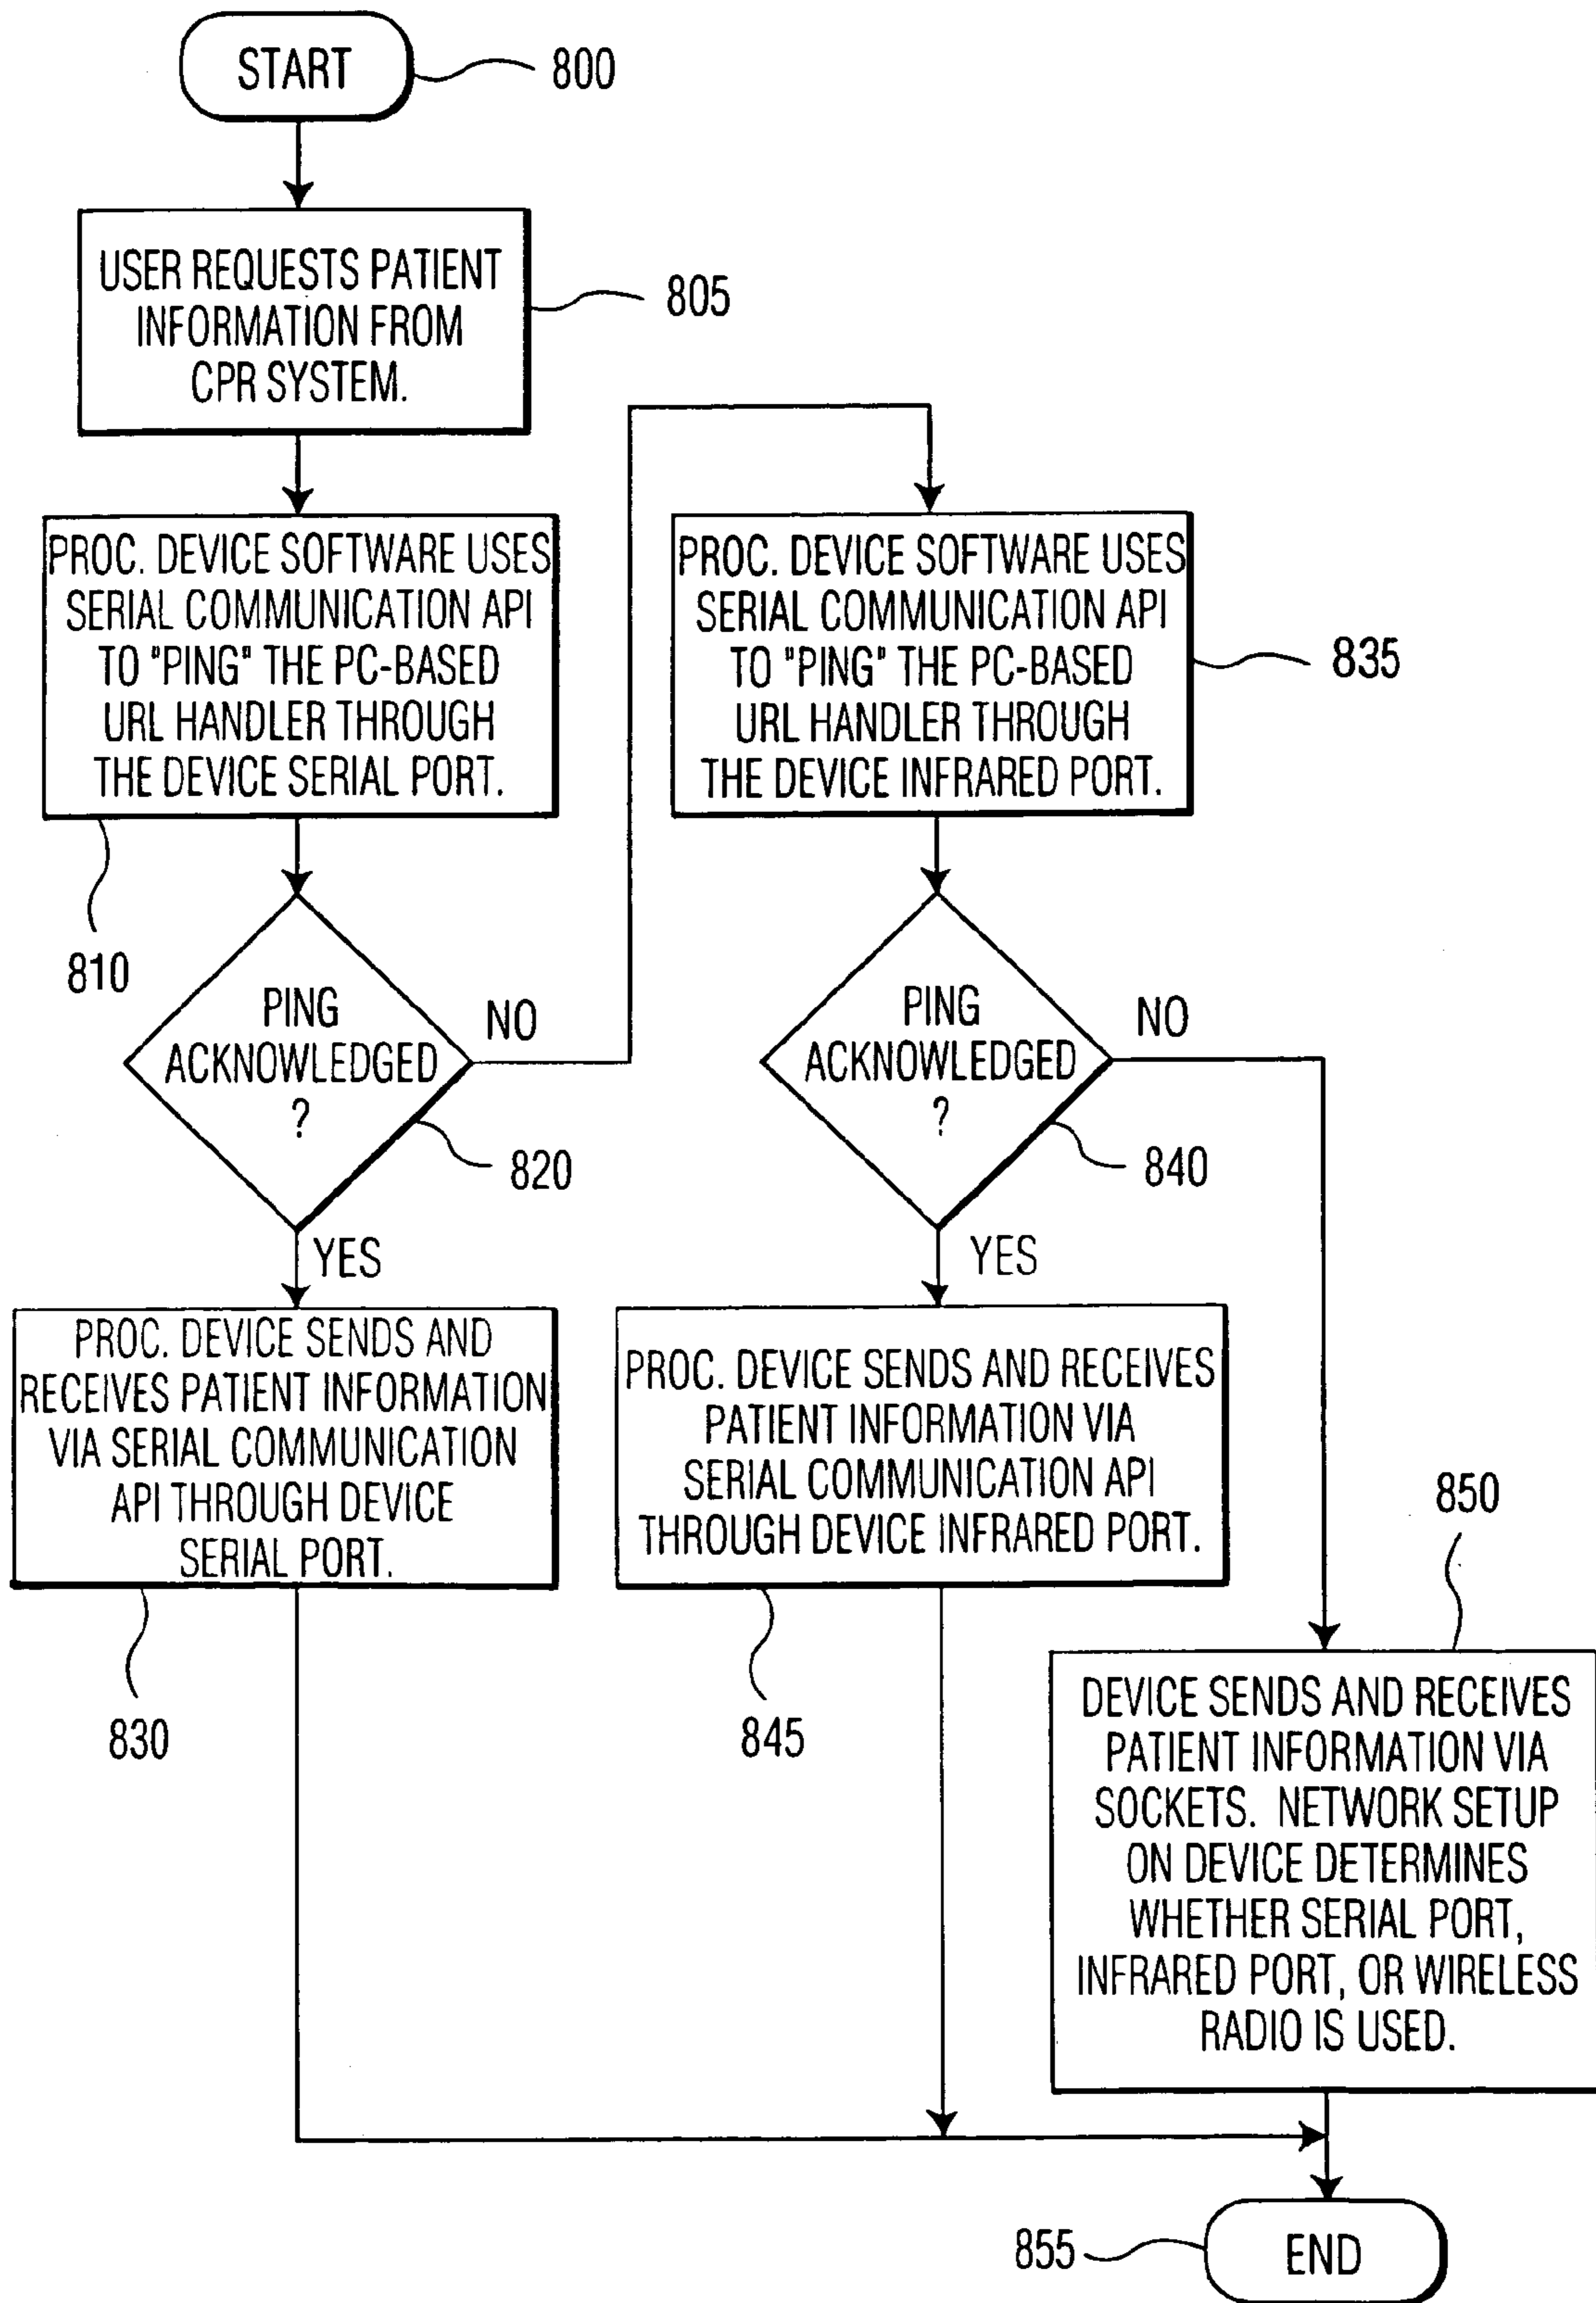 START
800
USER REQUESTS PATIENT
INFORMATION FROM
CPR SYSTEM.
805
PROC. DEVICE SOFTWARE USES
SERIAL COMMUNICATION API
TO "PING" THE PC-BASED
URL HANDLER THROUGH
THE DEVICE SERIAL PORT.
810
PING
ACKNOWLEDGED
?
NO
820
YES
PROC. DEVICE SENDS AND
RECEIVES PATIENT INFORMATION
VIA SERIAL COMMUNICATION
API THROUGH DEVICE
SERIAL PORT.
830
PROC. DEVICE SOFTWARE USES
SERIAL COMMUNICATION API
TO "PING" THE PC-BASED
URL HANDLER THROUGH
THE DEVICE INFRARED PORT.
835
PING
ACKNOWLEDGED
?
NO
840
YES
PROC. DEVICE SENDS AND RECEIVES
PATIENT INFORMATION VIA
SERIAL COMMUNICATION API
THROUGH DEVICE INFRARED PORT.
845
850
DEVICE SENDS AND RECEIVES
PATIENT INFORMATION VIA
SOCKETS. NETWORK SETUP
ON DEVICE DETERMINES
WHETHER SERIAL PORT,
INFRARED PORT, OR WIRELESS
RADIO IS USED.
855
END